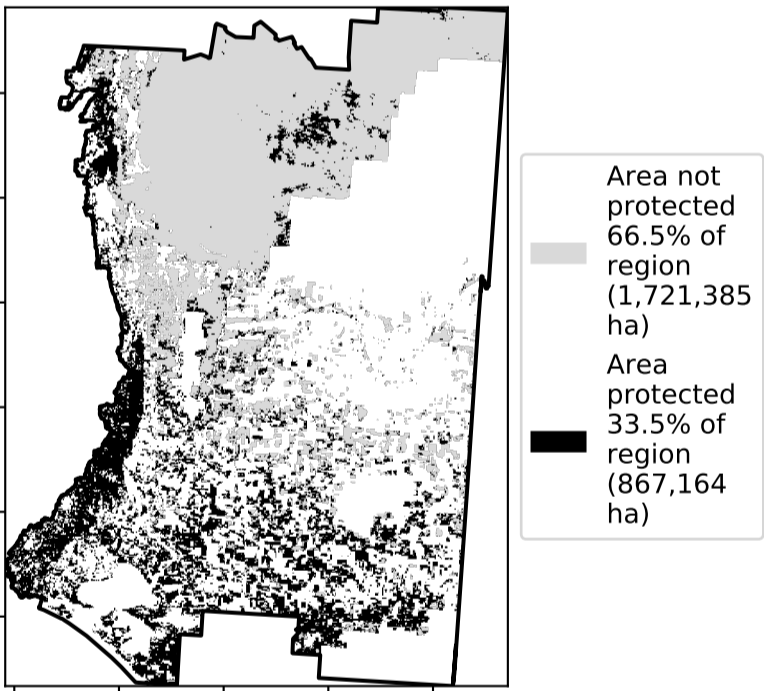 Area not
protected
66.5% of
region
(1,721,385
ha)
Area
protected
33.5% of
region
(867,164
ha)